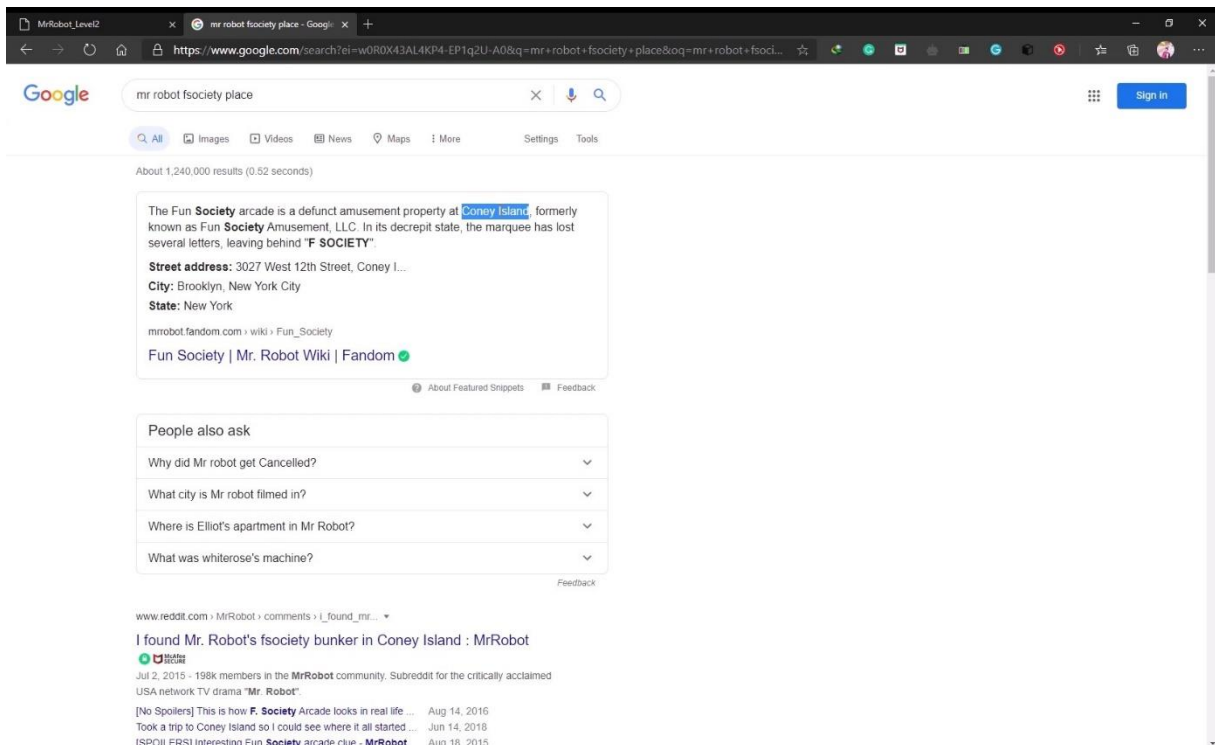 MrRobot_Level2
mr robot fsociety place - Google
https://www.google.com/search?ei=w0R0X43AL4KP4-EP1q2U-A0&q=mr+robot+fsociety+place&oq=mr+robot+fsoci...
Google
mr robot fsociety place
Sign in
All Images Videos News Maps More Settings Tools
About 1,240,000 results (0.52 seconds)
The Fun Society arcade is a defunct amusement property at Coney Island, formerly
known as Fun Society Amusement, LLC. In its decrepit state, the marquee has lost
several letters, leaving behind "F SOCIETY".
Street address: 3027 West 12th Street, Coney I...
City: Brooklyn, New York City
State: New York
mrrobot.fandom.com › wiki › Fun_Society
Fun Society | Mr. Robot Wiki | Fandom
About Featured Snippets Feedback
People also ask
Why did Mr robot get Cancelled?
What city is Mr robot filmed in?
Where is Elliot's apartment in Mr Robot?
What was whiterose's machine?
Feedback
www.reddit.com › MrRobot › comments › i_found_mr...
I found Mr. Robot's fsociety bunker in Coney Island : MrRobot
McAfee
SECURE
Jul 2, 2015 - 198k members in the MrRobot community. Subreddit for the critically acclaimed
USA network TV drama "Mr. Robot".
[No Spoilers] This is how F. Society Arcade looks in real life ... Aug 14, 2016
Took a trip to Coney Island so I could see where it all started ... Jun 14, 2018
[SPOILERS] Interesting Fun Society arcade clue - MrRobot Aug 18, 2015